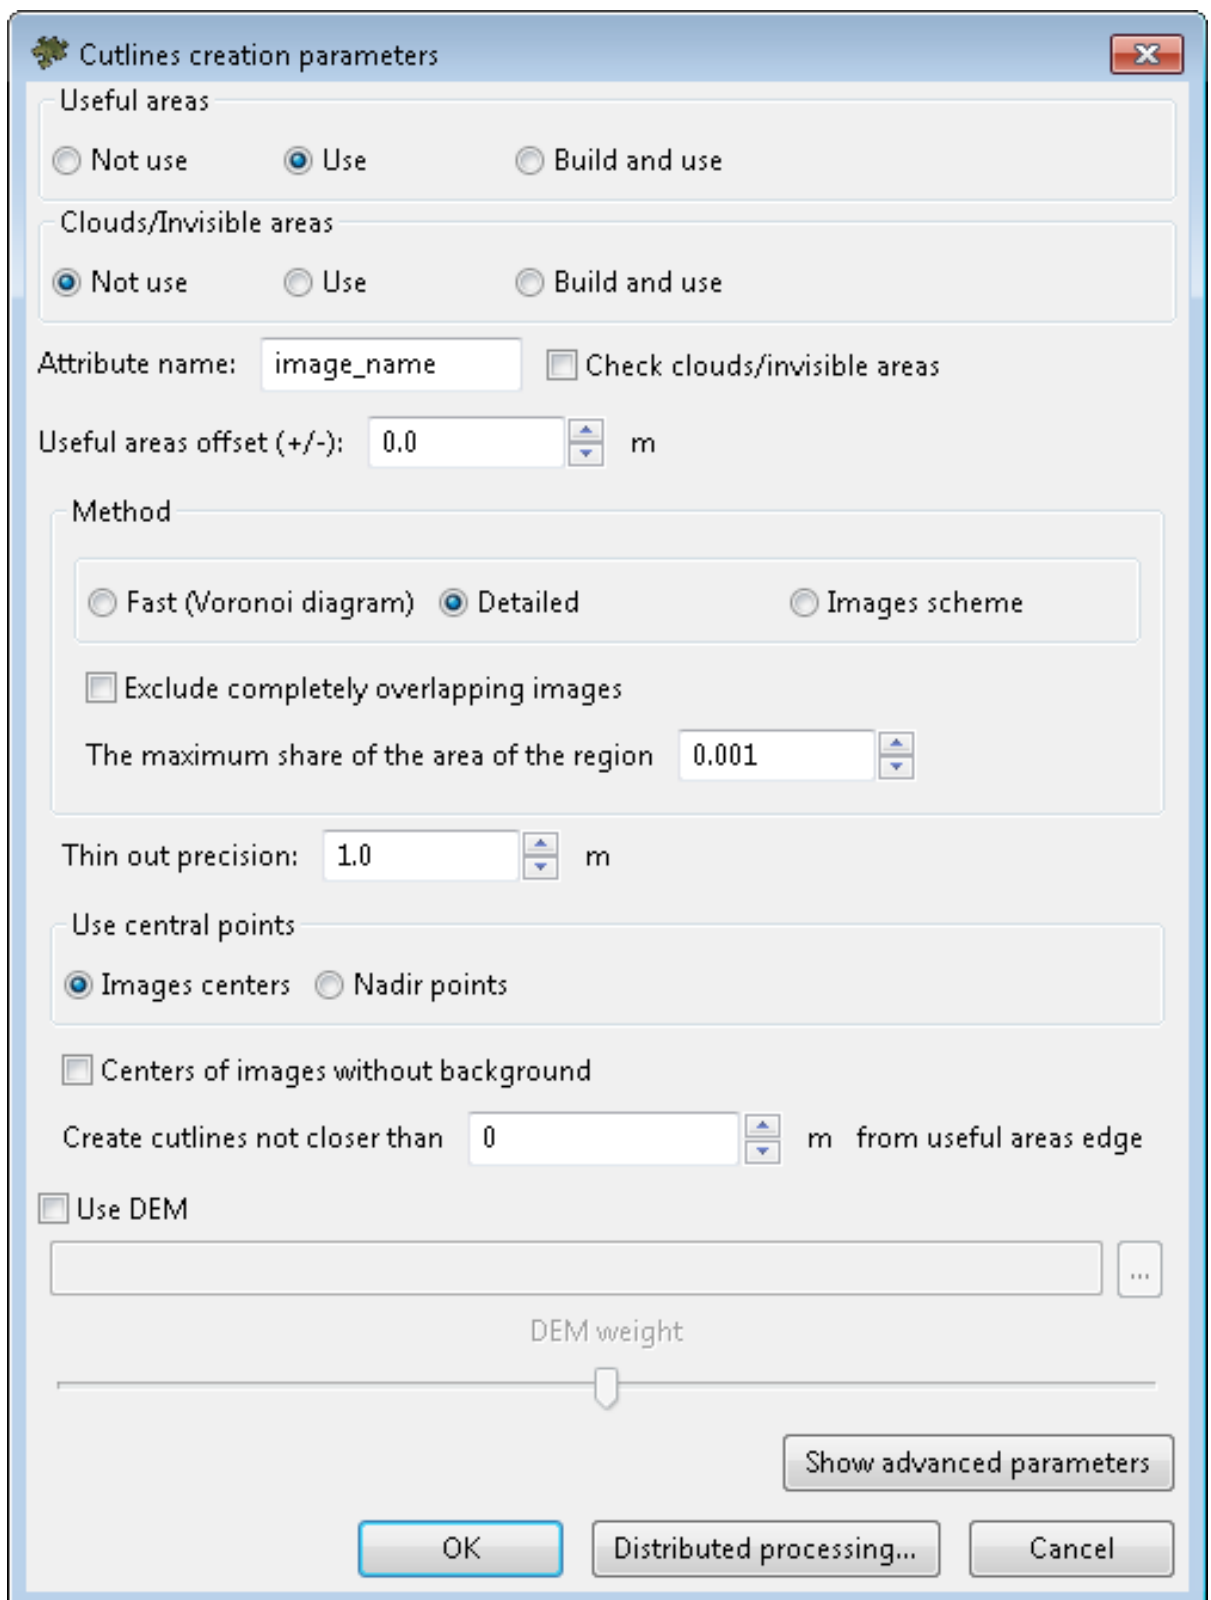 Cutlines creation parameters
Useful areas
Not use Use Build and use
Clouds/Invisible areas
Not use Use Build and use
Attribute name: image_name Check clouds/invisible areas
Useful areas offset (+/-): 0.0 m
Method
Fast (Voronoi diagram) Detailed Images scheme
Exclude completely overlapping images
The maximum share of the area of the region 0.001
Thin out precision: 1.0 m
Use central points
Images centers Nadir points
Centers of images without background
Create cutlines not closer than 0 m from useful areas edge
Use DEM
...
DEM weight
Show advanced parameters
OK Distributed processing... Cancel